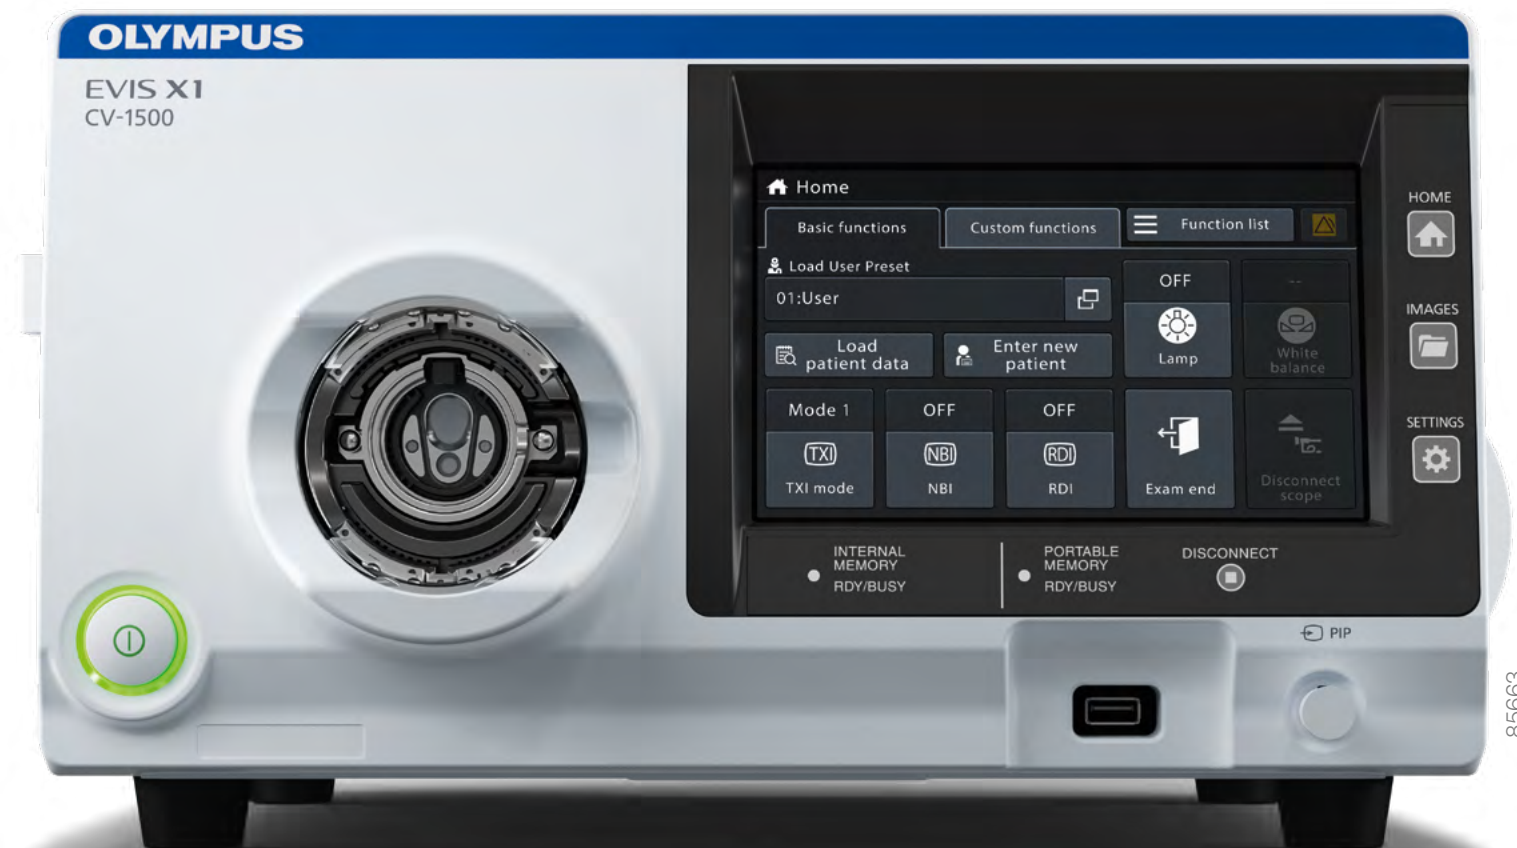 OLYMPUS
EVIS X1
CV-1500
Home
Basic functions
Custom functions
Function list
Load User Preset
01:User
Load
patient data
Enter new
patient
OFF
Lamp
--
White
balance
Mode 1
TXI
TXI mode
OFF
NBI
NBI
OFF
RDI
RDI
Exam end
Disconnect
scope
HOME
IMAGES
SETTINGS
INTERNAL
MEMORY
RDY/BUSY
PORTABLE
MEMORY
RDY/BUSY
DISCONNECT
PIP
85663